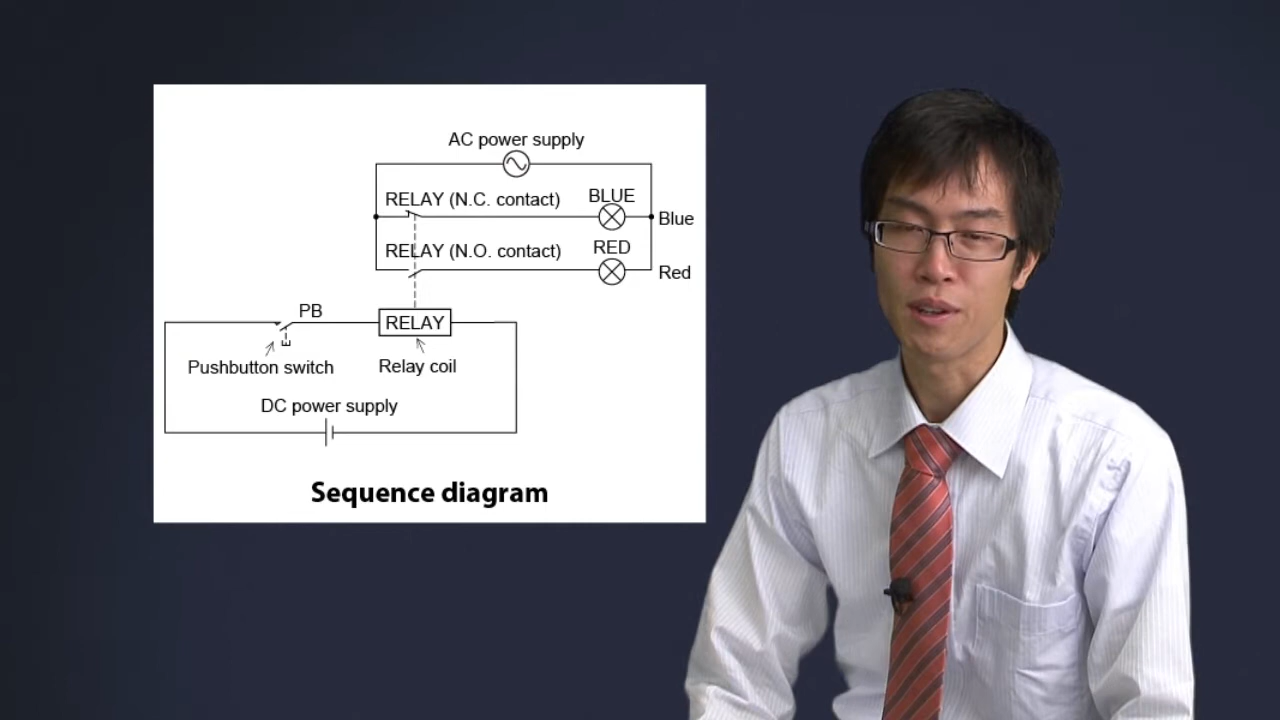 AC power supply
RELAY (N.C. contact)
BLUE
Blue
RELAY (N.O. contact)
RED
Red
PB
RELAY
Pushbutton switch
Relay coil
DC power supply
Sequence diagram